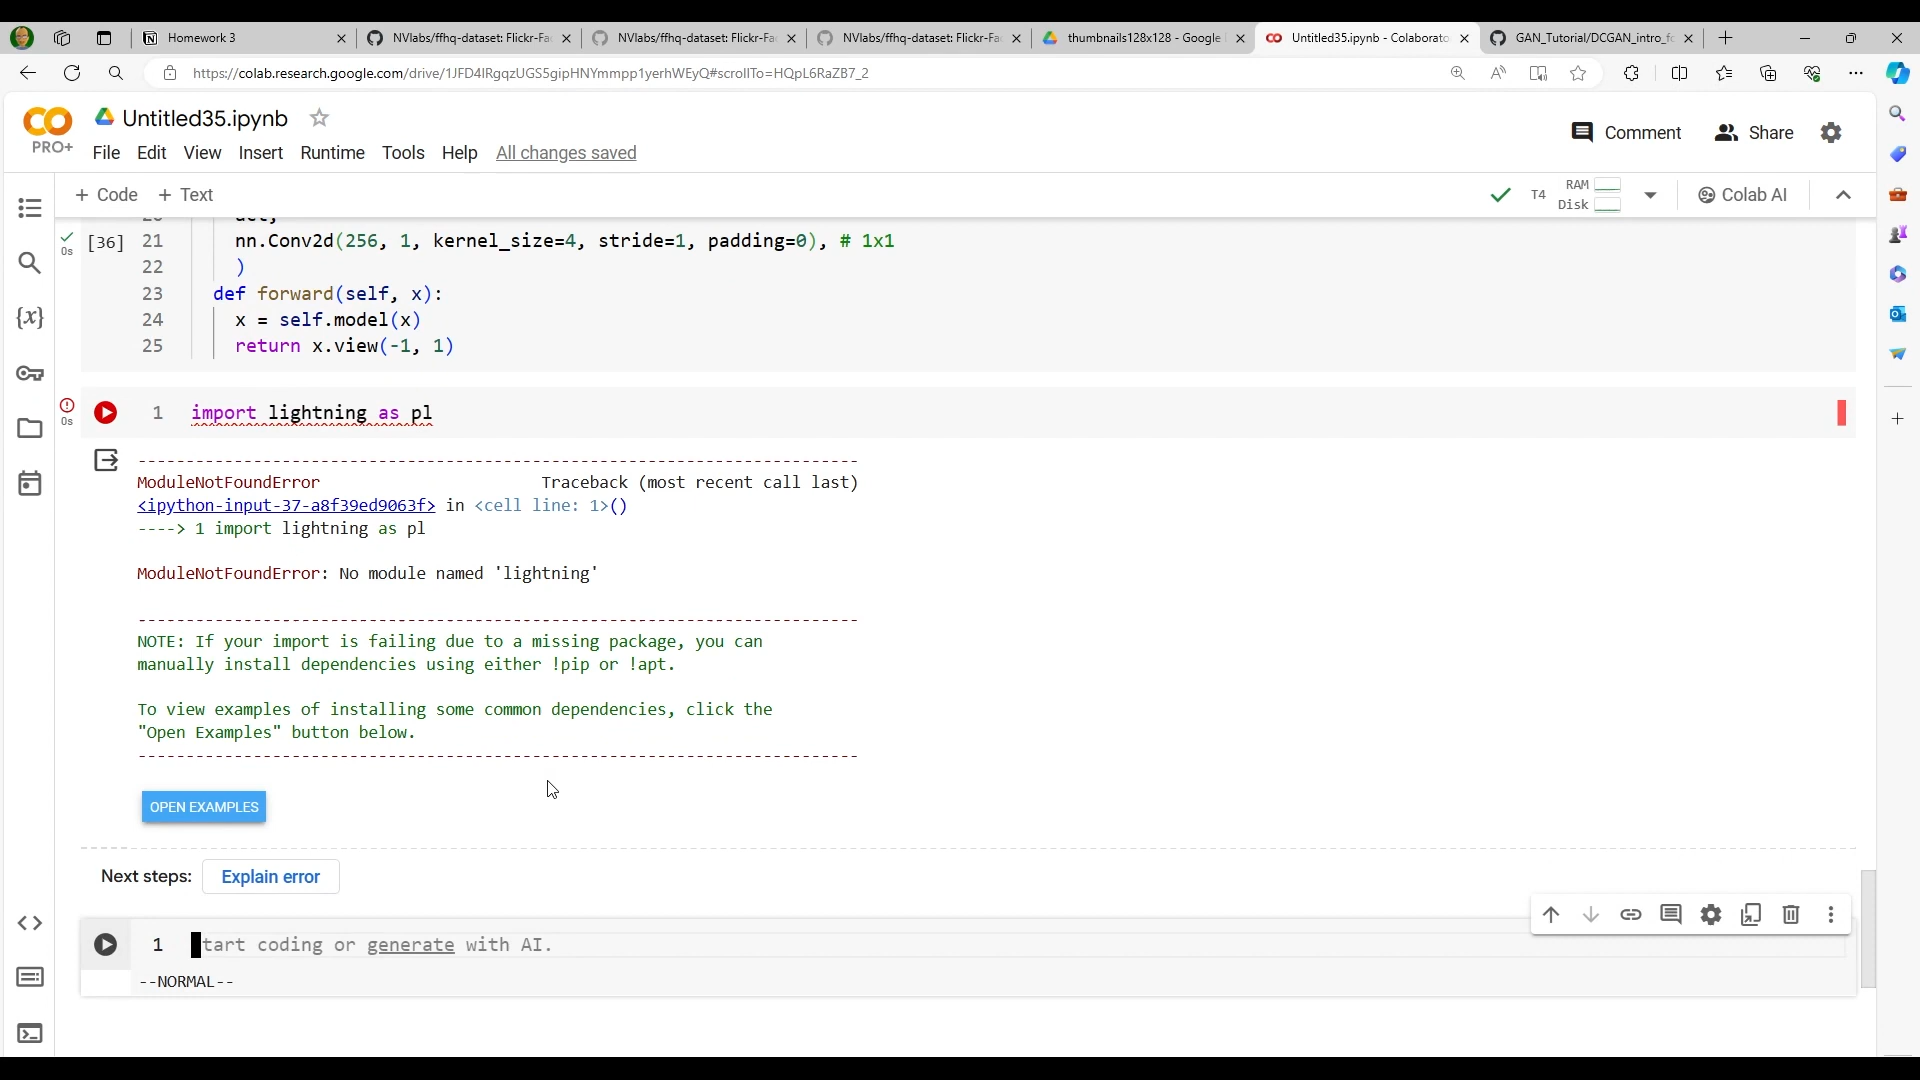 Homework 3
NVlabs/ffhq-dataset: Flickr-Fa
NVlabs/ffhq-dataset: Flickr-Fa
NVlabs/ffhq-dataset: Flickr-Fa
thumbnails128x128 - Google
Untitled35.ipynb - Colaborato
GAN_Tutorial/DCGAN_intro_fo
https://colab.research.google.com/drive/1JFD4IRgqzUGS5gipHNYmmpp1yerhWEyQ#scrollTo=HQpL6RaZB7_2
PRO+
Untitled35.ipynb
File Edit View Insert Runtime Tools Help All changes saved
Comment Share
+ Code + Text
T4 RAM Disk
Colab AI
[36] 21 nn.Conv2d(256, 1, kernel_size=4, stride=1, padding=0), # 1x1
0s
22 )
23 def forward(self, x):
24 x = self.model(x)
25 return x.view(-1, 1)
1 import lightning as pl
0s
--------------------------------------------------------------------------
ModuleNotFoundError Traceback (most recent call last)
<ipython-input-37-a8f39ed9063f> in <cell line: 1>()
----> 1 import lightning as pl
ModuleNotFoundError: No module named 'lightning'
--------------------------------------------------------------------------
NOTE: If your import is failing due to a missing package, you can
manually install dependencies using either !pip or !apt.
To view examples of installing some common dependencies, click the
"Open Examples" button below.
--------------------------------------------------------------------------
OPEN EXAMPLES
Next steps: Explain error
1 tart coding or generate with AI.
--NORMAL--